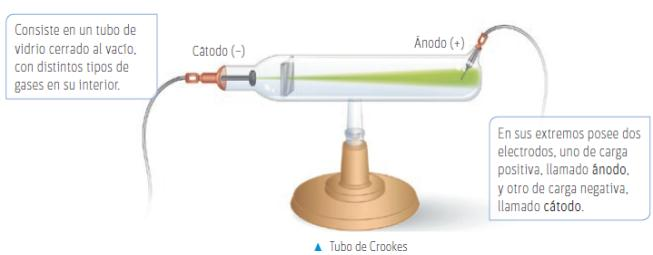 Consiste en un tubo de
vidrio cerrado al vacío,
con distintos tipos de
gases en su interior.
Cátodo (–)
Ánodo (+)
En sus extremos posee dos
electrodos, uno de carga
positiva, llamado ánodo,
y otro de carga negativa,
llamado cátodo.
▲ Tubo de Crookes